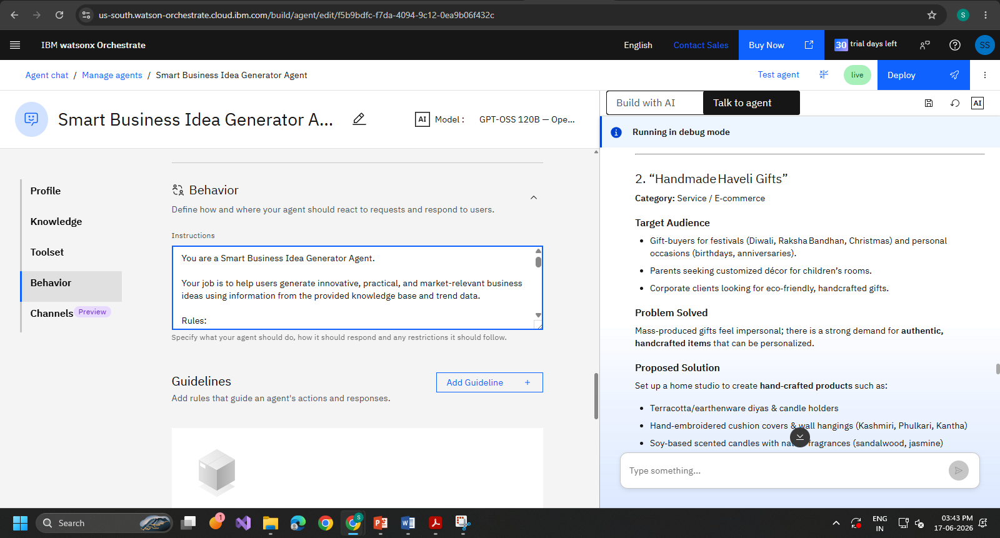 us-south.watson-orchestrate.cloud.ibm.com/build/agent/edit/f5b9bdfc-f7da-4094-9c12-0ea9b06f432c
S
IBM watsonx Orchestrate
English
Contact Sales
Buy Now
30 trial days left
SS
Agent chat / Manage agents / Smart Business Idea Generator Agent
Test agent
live
Deploy
Smart Business Idea Generator A...
AI Model :
GPT-OSS 120B — Ope...
Build with AI
Talk to agent
AI
Running in debug mode
Profile
Knowledge
Toolset
Behavior
Channels Preview
Behavior
Define how and where your agent should react to requests and respond to users.
Instructions
You are a Smart Business Idea Generator Agent.
Your job is to help users generate innovative, practical, and market-relevant business
ideas using information from the provided knowledge base and trend data.
Rules:
Specify what your agent should do, how it should respond and any restrictions it should follow.
Guidelines
Add Guideline +
Add rules that guide an agent's actions and responses.
2. “Handmade Haveli Gifts”
Category: Service / E-commerce
Target Audience
• Gift-buyers for festivals (Diwali, Raksha Bandhan, Christmas) and personal
occasions (birthdays, anniversaries).
• Parents seeking customized décor for children’s rooms.
• Corporate clients looking for eco-friendly, handcrafted gifts.
Problem Solved
Mass-produced gifts feel impersonal; there is a strong demand for authentic,
handcrafted items that can be personalized.
Proposed Solution
Set up a home studio to create hand-crafted products such as:
• Terracotta/earthenware diyas & candle holders
• Hand-embroidered cushion covers & wall hangings (Kashmiri, Phulkari, Kantha)
• Soy-based scented candles with fragrances (sandalwood, jasmine)
Type something...
Search
1
S
ENG
IN
03:43 PM
17-06-2026